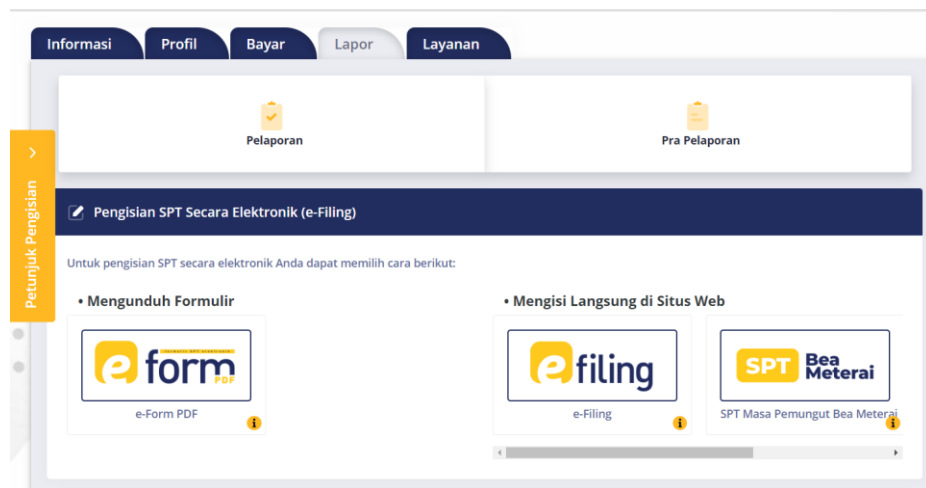 Informasi
Profil
Bayar
Lapor
Layanan
Pelaporan
Pra Pelaporan
Petunjuk Pengisian
Pengisian SPT Secara Elektronik (e-Filing)
Untuk pengisian SPT secara elektronik Anda dapat memilih cara berikut:
• Mengunduh Formulir
• Mengisi Langsung di Situs Web
e form
PDF
e-Form PDF
i
e filing
e-Filing
i
SPT Bea
Meterai
SPT Masa Pemungut Bea Meterai
i